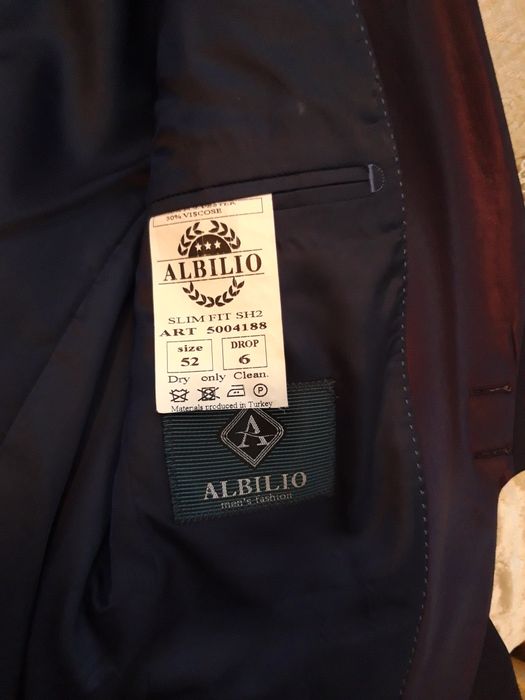 50% VISCOSE
ALBILIO
SLIM FIT SH2
ART 5004188
size DROP
52 6
Dry only Clean.
P
Materials produced in Turkey
A
ALBILIO
men's fashion